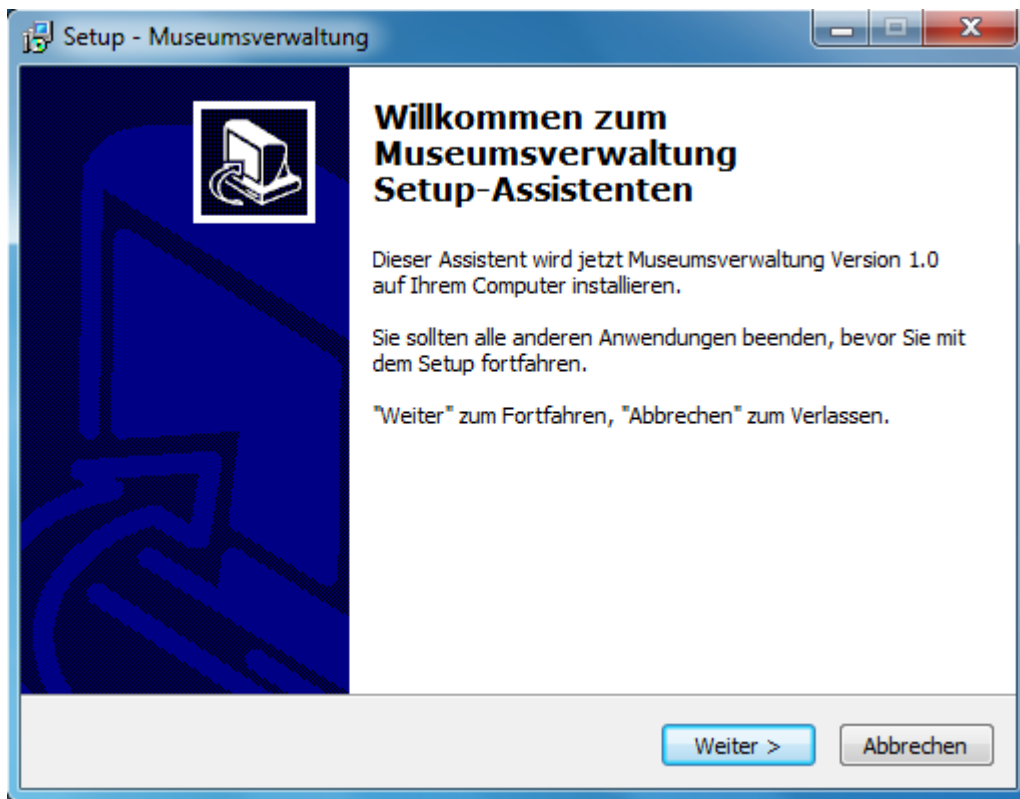 Setup - Museumsverwaltung
Willkommen zum
Museumsverwaltung
Setup-Assistenten
Dieser Assistent wird jetzt Museumsverwaltung Version 1.0
auf Ihrem Computer installieren.
Sie sollten alle anderen Anwendungen beenden, bevor Sie mit
dem Setup fortfahren.
"Weiter" zum Fortfahren, "Abbrechen" zum Verlassen.
Weiter >
Abbrechen